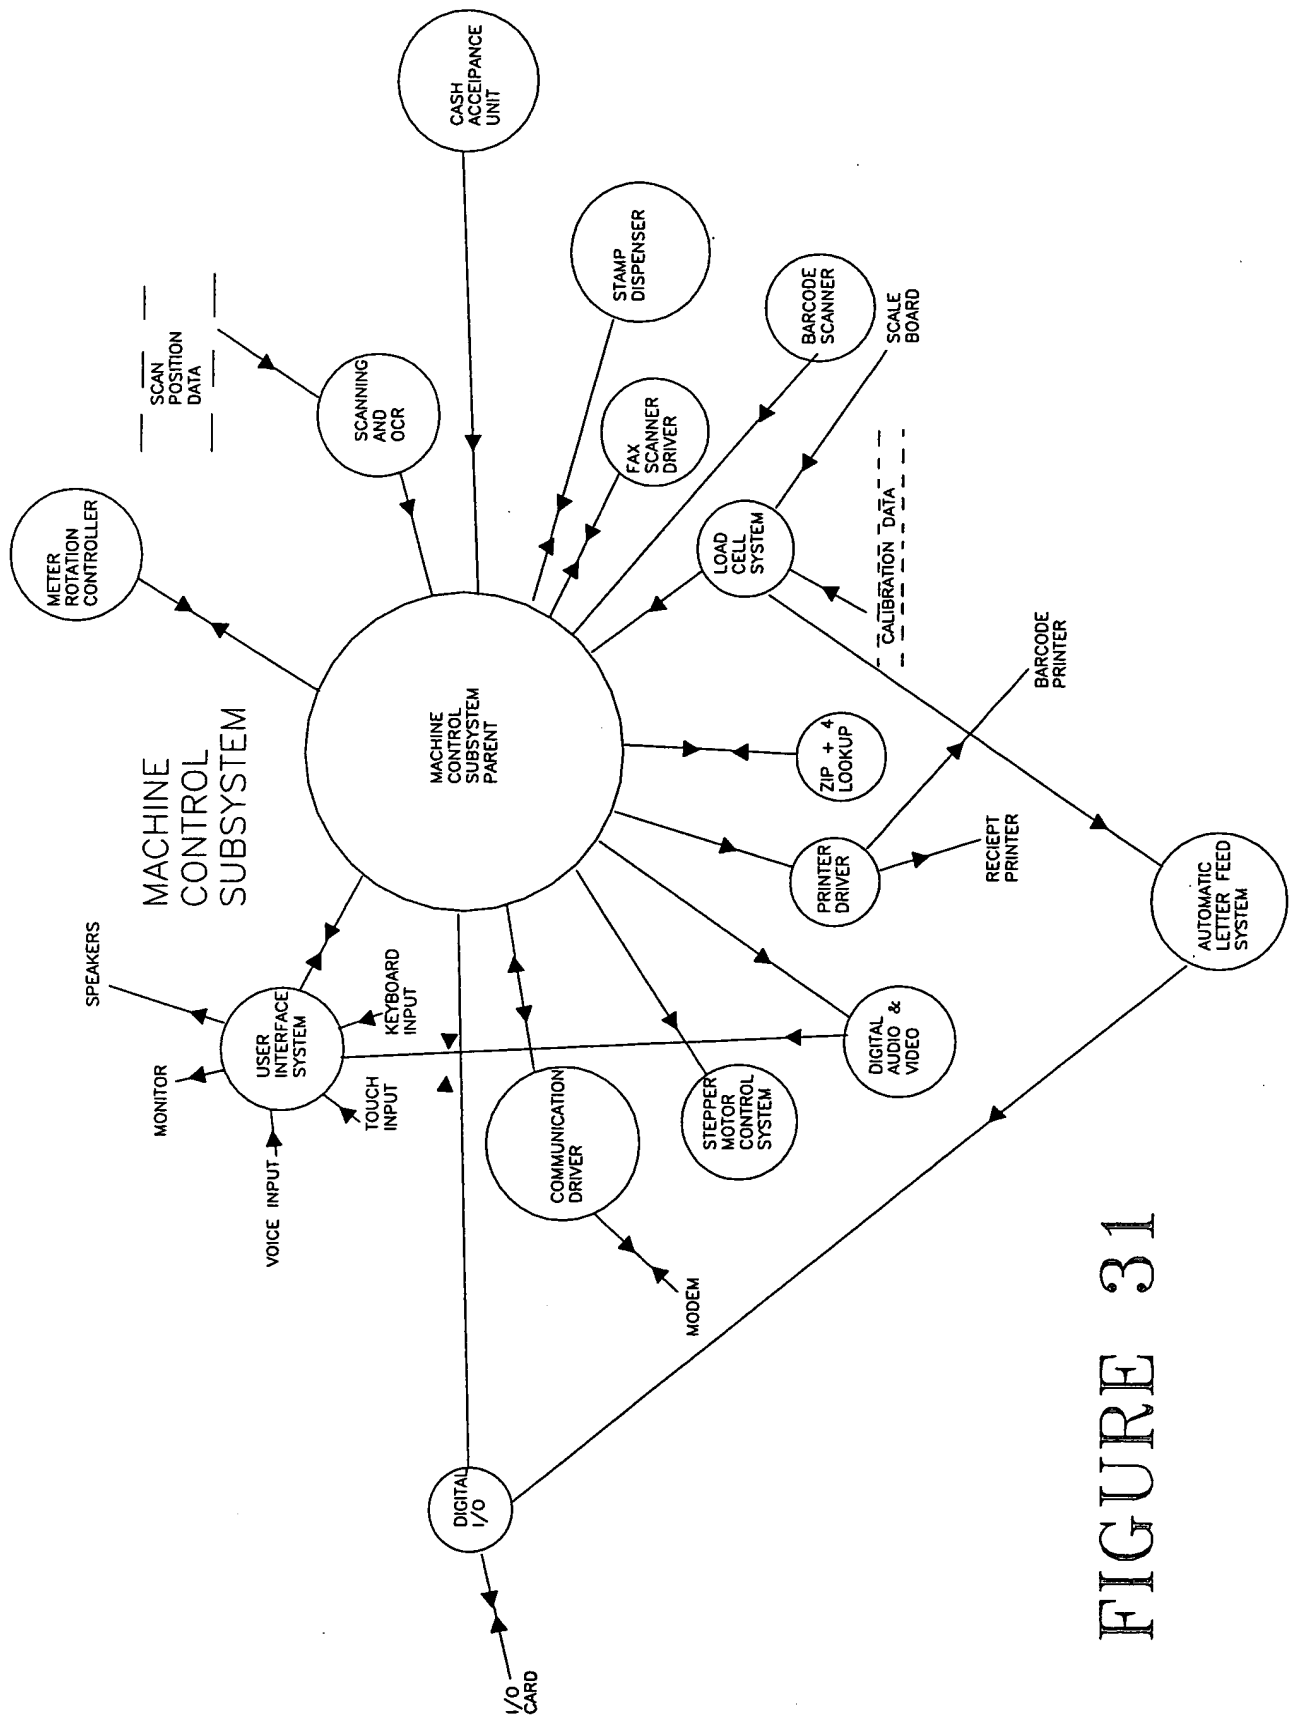 MACHINE
CONTROL
SUBSYSTEM
SPEAKERS
MONITOR
VOICE INPUT
TOUCH
INPUT
KEYBOARD
INPUT
USER
INTERFACE
SYSTEM
METER
ROTATION
CONTROLLER
SCAN
POSITION
DATA
SCANNING
AND
OCR
CASH
ACCEIPANCE
UNIT
MACHINE
CONTROL
SUBSYSTEM
PARENT
STAMP
DISPENSER
FAX
SCANNER
DRIVER
BARCODE
SCANNER
SCALE
BOARD
LOAD
CELL
SYSTEM
CALIBRATION DATA
DIGITAL
I/O
I/O
CARD
COMMUNICATION
DRIVER
MODEM
STEPPER
MOTOR
CONTROL
SYSTEM
DIGITAL
AUDIO &
VIDEO
PRINTER
DRIVER
ZIP + 4
LOOKUP
RECIEPT
PRINTER
BARCODE
PRINTER
AUTOMATIC
LETTER FEED
SYSTEM
FIGURE 31